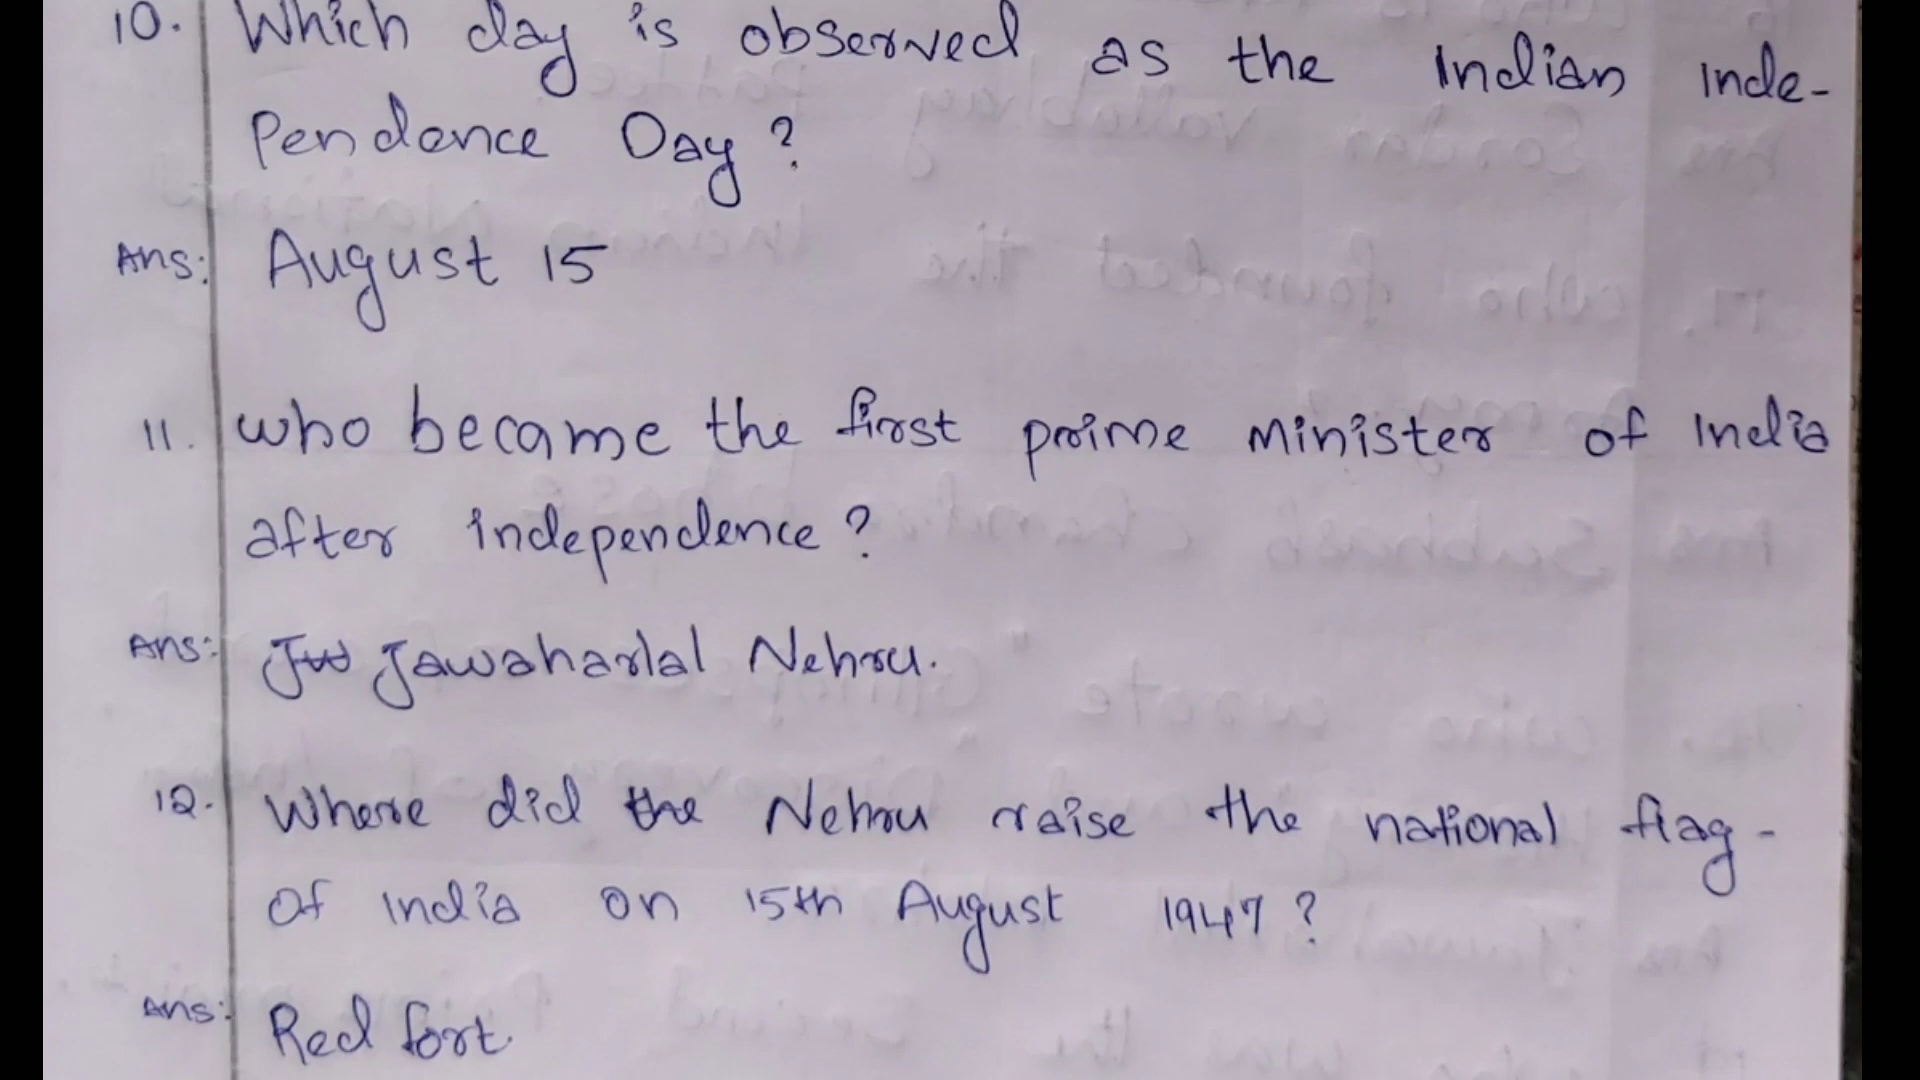 10. Which day is observed as the Indian Inde-
pendence Day?
Ans: August 15
11. who became the first prime minister of India
after independence?
Ans: Jawaharlal Nehru.
12. Where did the Nehru raise the national flag-
of India on 15th August 1947?
Ans: Red fort.